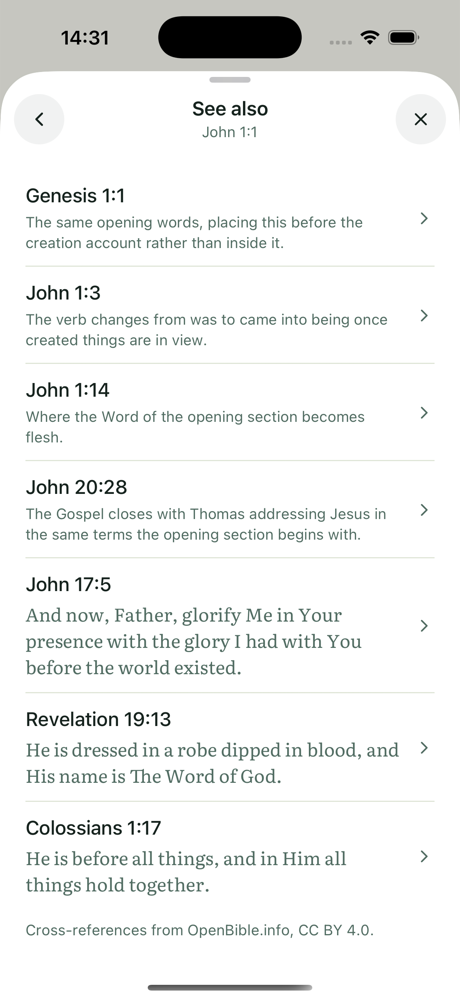 14:31
See also
John 1:1
Genesis 1:1
The same opening words, placing this before the
creation account rather than inside it.
John 1:3
The verb changes from was to came into being once
created things are in view.
John 1:14
Where the Word of the opening section becomes
flesh.
John 20:28
The Gospel closes with Thomas addressing Jesus in
the same terms the opening section begins with.
John 17:5
And now, Father, glorify Me in Your
presence with the glory I had with You
before the world existed.
Revelation 19:13
He is dressed in a robe dipped in blood, and
His name is The Word of God.
Colossians 1:17
He is before all things, and in Him all
things hold together.
Cross-references from OpenBible.info, CC BY 4.0.